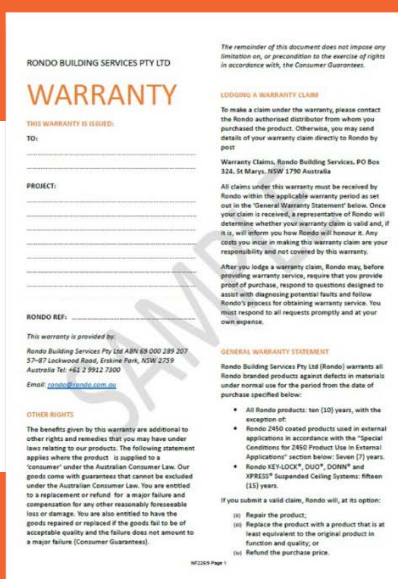 RONDO BUILDING SERVICES PTY LTD
WARRANTY
THIS WARRANTY IS ISSUED:
TO:
PROJECT:
RONDO REF:
This warranty is provided by:
Rondo Building Services Pty Ltd ABN 69 000 289 207
57–87 Lockwood Road, Erskine Park, NSW 2759
Australia Tel: +61 2 9912 7300
Email: rondo@rondo.com.au
OTHER RIGHTS
The benefits given by this warranty are additional to
other rights and remedies that you may have under
laws relating to our products. The following statement
applies where the product is supplied to a
'consumer' under the Australian Consumer Law. Our
goods come with guarantees that cannot be excluded
under the Australian Consumer Law. You are entitled
to a replacement or refund for a major failure and
compensation for any other reasonably foreseeable
loss or damage. You are also entitled to have the
goods repaired or replaced if the goods fail to be of
acceptable quality and the failure does not amount to
a major failure (Consumer Guarantees).
The remainder of this document does not impose any
limitation on, or precondition to the exercise of rights
in accordance with, the Consumer Guarantees.
LODGING A WARRANTY CLAIM
To make a claim under the warranty, please contact
the Rondo authorised distributor from whom you
purchased the product. Otherwise, you may send
details of your warranty claim directly to Rondo by
post
Warranty Claims, Rondo Building Services, PO Box
324, St Marys, NSW 1790 Australia
All claims under this warranty must be received by
Rondo within the applicable warranty period as set
out in the 'General Warranty Statement' below. Once
your claim is received, a representative of Rondo will
determine whether your warranty claim is valid and, if
it is, will inform you how Rondo will honour it. Any
costs you incur in making this warranty claim are your
responsibility and not covered by this warranty.
After you lodge a warranty claim, Rondo may, before
providing warranty service, require that you provide
proof of purchase, respond to questions designed to
assist with diagnosing potential faults and follow
Rondo's process for obtaining warranty service. You
must respond to all requests promptly and at your
own expense.
GENERAL WARRANTY STATEMENT
Rondo Building Services Pty Ltd (Rondo) warrants all
Rondo branded products against defects in materials
under normal use for the period from the date of
purchase specified below:
• All Rondo products: ten (10) years, with the
exception of:
• Rondo Z450 coated products used in external
applications in accordance with the "Special
Conditions for Z450 Product Use in External
Applications" section below: Seven (7) years.
• Rondo KEY-LOCK®, DUO®, DONN® and
XPRESS® Suspended Ceiling Systems: fifteen
(15) years.
If you submit a valid claim, Rondo will, at its option:
(ii) Repair the product;
(iii) Replace the product with a product that is at
least equivalent to the original product in
function and quality; or
(iv) Refund the purchase price.
Page 1
SAMPLE